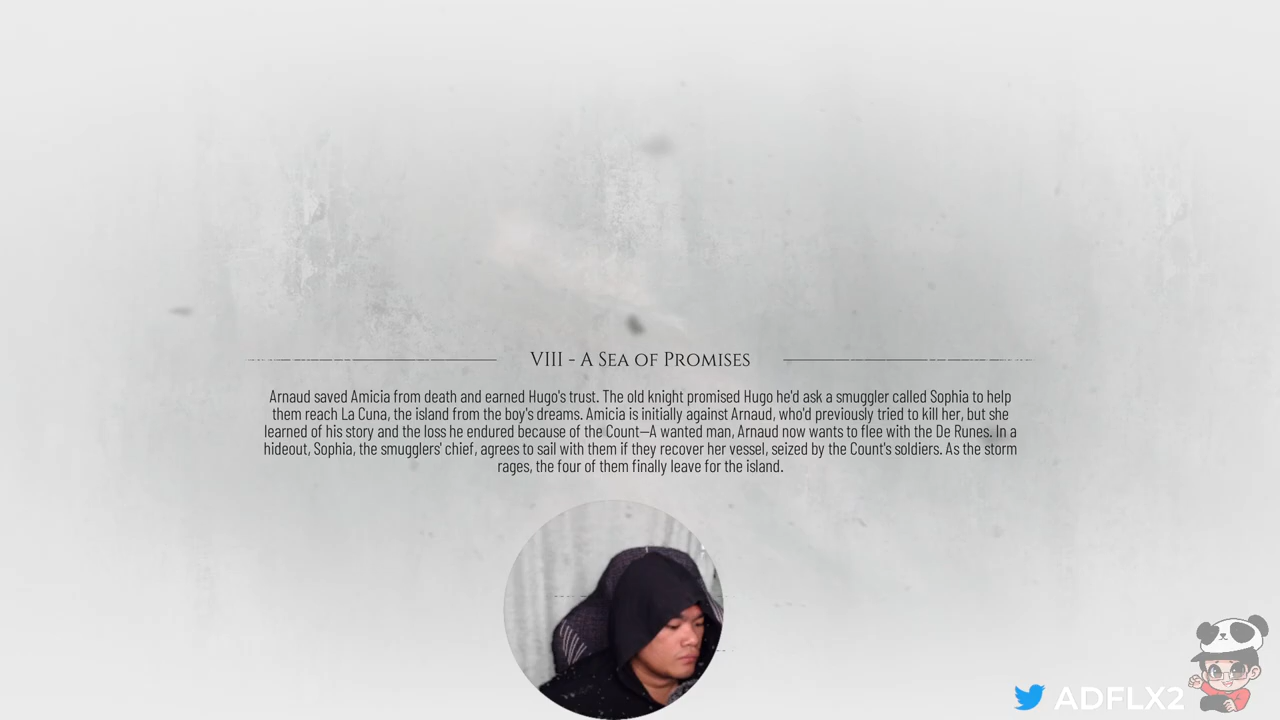 VIII - A Sea of Promises
Arnaud saved Amicia from death and earned Hugo's trust. The old knight promised Hugo he'd ask a smuggler called Sophia to help
them reach La Cuna, the island from the boy's dreams. Amicia is initially against Arnaud, who'd previously tried to kill her, but she
learned of his story and the loss he endured because of the Count—A wanted man, Arnaud now wants to flee with the De Runes. In a
hideout, Sophia, the smugglers' chief, agrees to sail with them if they recover her vessel, seized by the Count's soldiers. As the storm
rages, the four of them finally leave for the island.
ADFLX2